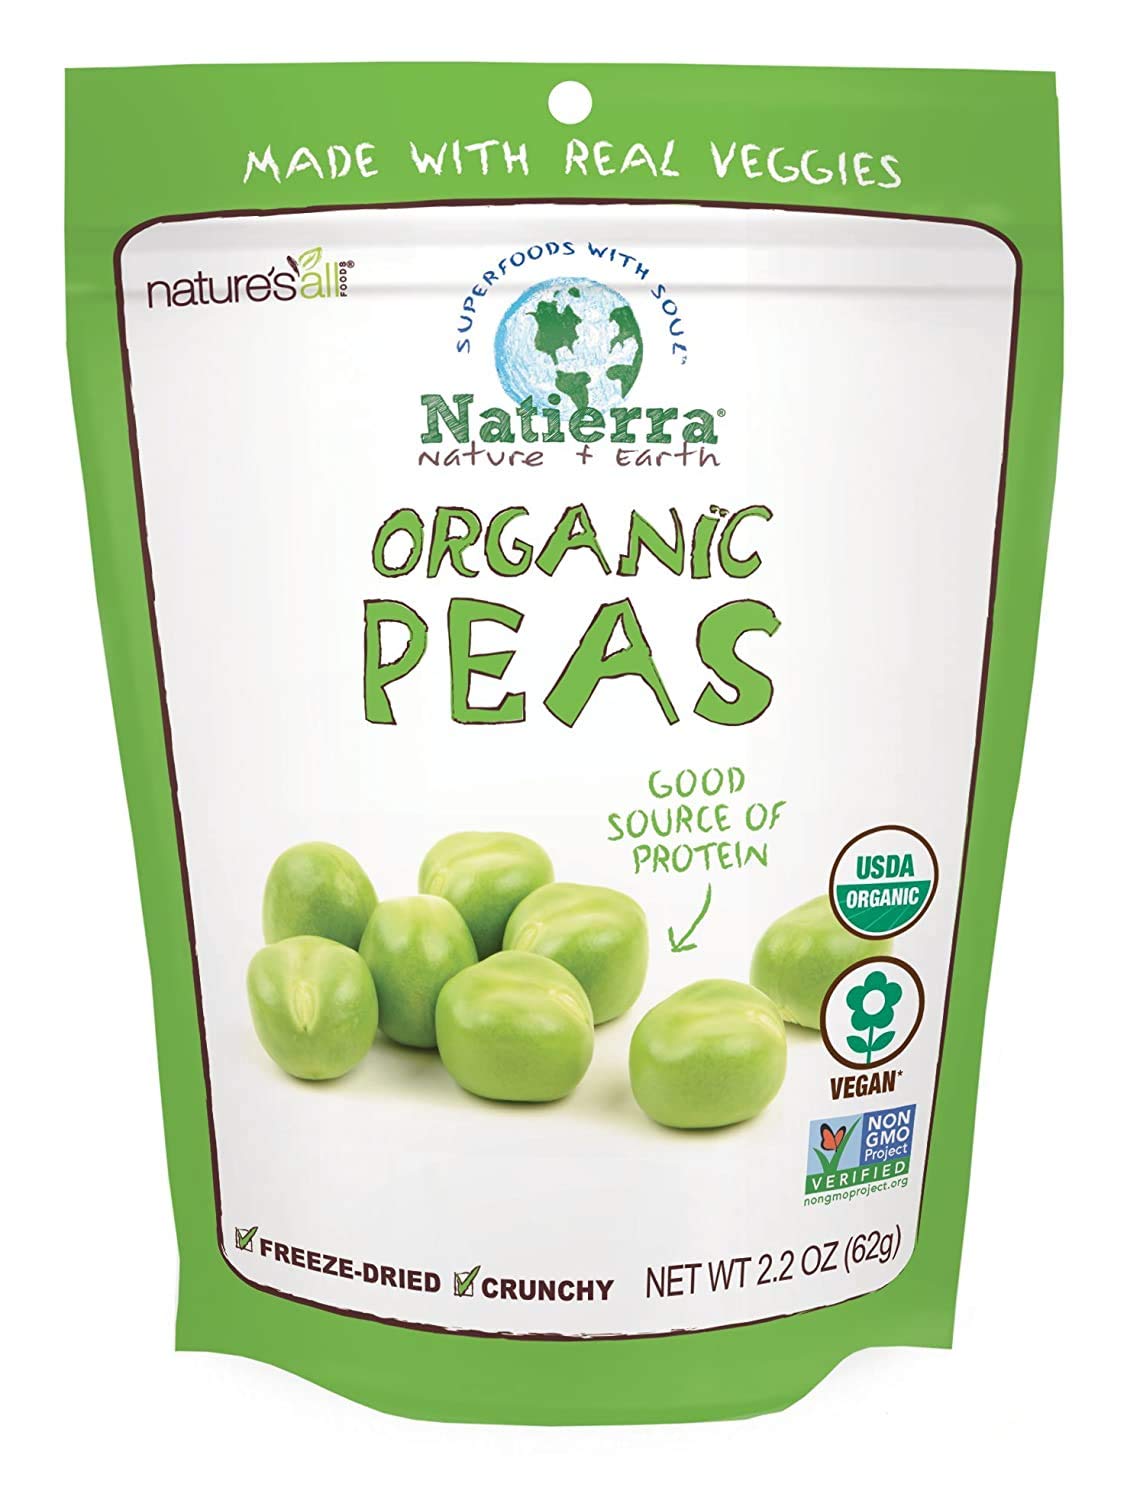 MADE WITH REAL VEGGIES
nature's all FOODS®
SUPERFOODS WITH SOUL™
Natierra®
Nature + Earth
ORGANIC
PEAS
GOOD
SOURCE OF
PROTEIN
USDA
ORGANIC
VEGAN*
NON
GMO
Project
VERIFIED
nongmoproject.org
FREEZE-DRIED CRUNCHY NET WT 2.2 OZ (62g)